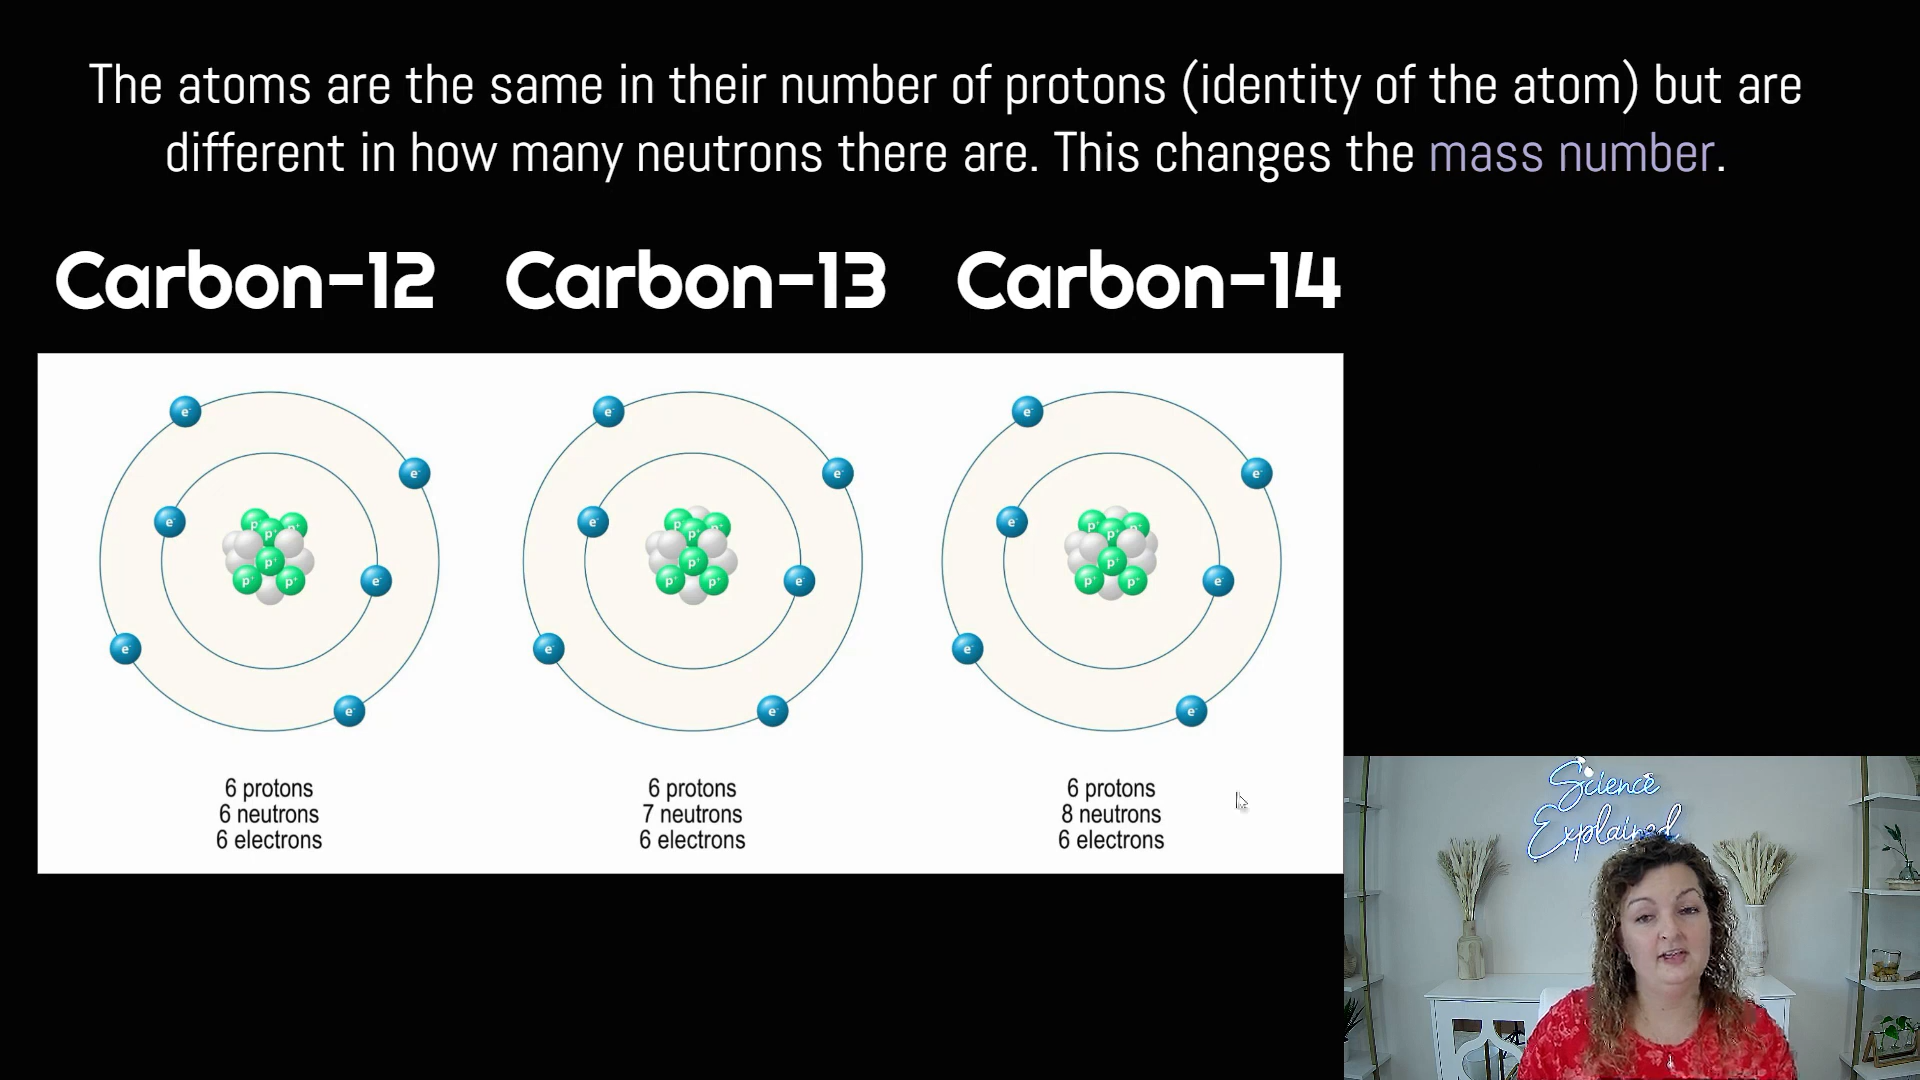 The atoms are the same in their number of protons (identity of the atom) but are
different in how many neutrons there are. This changes the mass number.
Carbon-12 Carbon-13 Carbon-14
e⁻ e⁻ e⁻
e⁻ e⁻ e⁻
e⁻ e⁻ e⁻
p p⁺ p⁺ p p⁺ p⁺ p⁺ p⁺ p⁺
p⁺ p⁺ p⁺
e⁻ e⁻ e⁻
p⁺ p⁺ p⁺ p⁺ p⁺ p⁺
e⁻ e⁻ e⁻
e⁻ e⁻ e⁻
6 protons
6 neutrons
6 electrons
6 protons
7 neutrons
6 electrons
6 protons
8 neutrons
6 electrons
Science
Explained